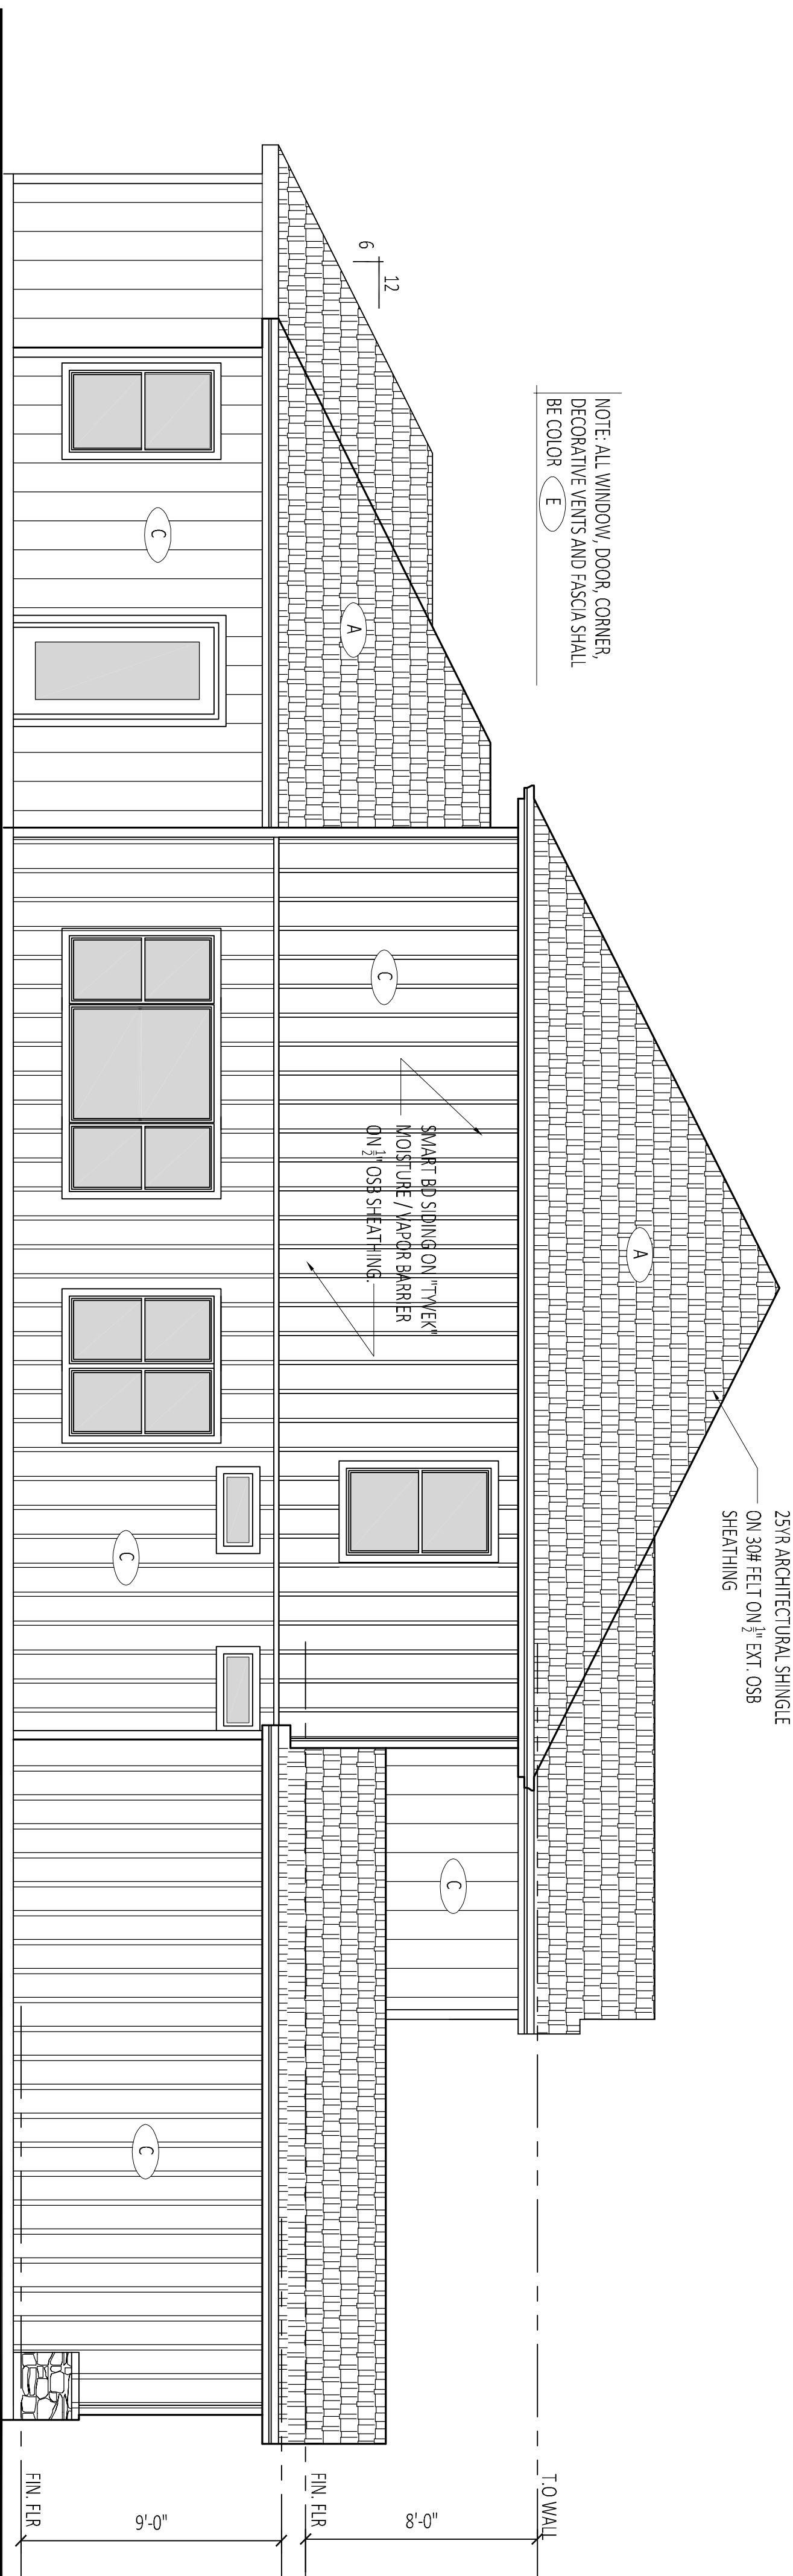 NOTE: ALL WINDOW, DOOR, CORNER,
DECORATIVE VENTS AND FASCIA SHALL
BE COLOR E
25YR ARCHITECTURAL SHINGLE
ON 30# FELT ON 1/2" EXT. OSB
SHEATHING
12
6
A
A
SMART BD SIDING ON "TYVEK"
MOISTURE / VAPOR BARRIER
ON 1/2" OSB SHEATHING.
C
C
C
C
C
T.O WALL
8'-0"
FIN. FLR
9'-0"
FIN. FLR